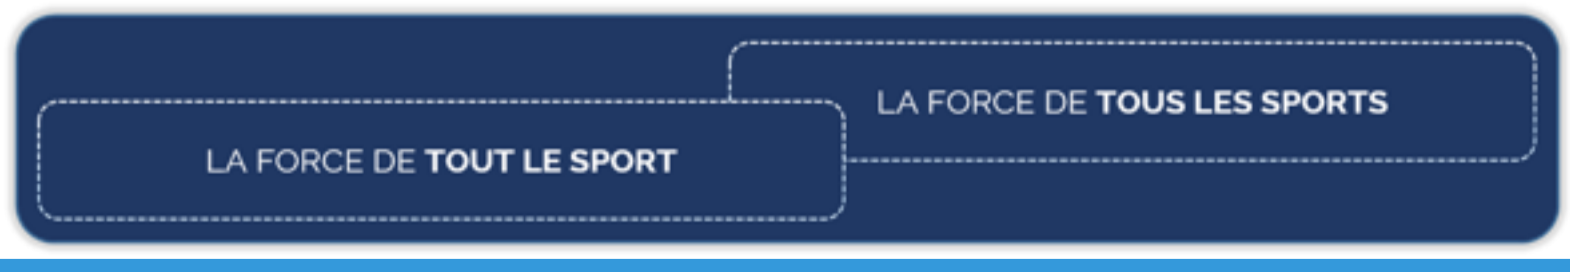 LA FORCE DE TOUS LES SPORTS
LA FORCE DE TOUT LE SPORT